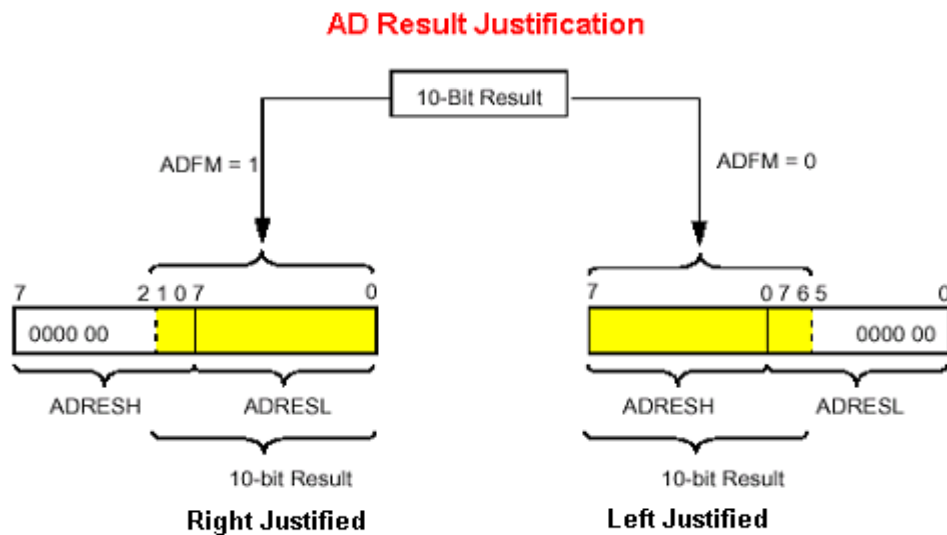 AD Result Justification
10-Bit Result
ADFM = 1
ADFM = 0
7 2 1 0 7 0
7 0 7 6 5 0
0000 00
0000 00
ADRESH ADRESL
ADRESH ADRESL
10-bit Result
10-bit Result
Right Justified
Left Justified